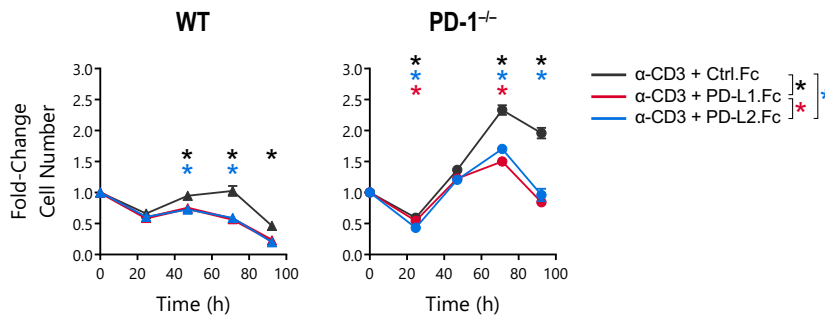 WT
PD-1–/–
Fold-Change
Cell Number
3.0
2.5
2.0
1.5
1.0
0.5
0.0
* * *
* *
0 20 40 60 80 100
Time (h)
3.0
2.5
2.0
1.5
1.0
0.5
0.0
* * *
* * *
* *
0 20 40 60 80 100
Time (h)
α-CD3 + Ctrl.Fc
α-CD3 + PD-L1.Fc
α-CD3 + PD-L2.Fc
*
*
*